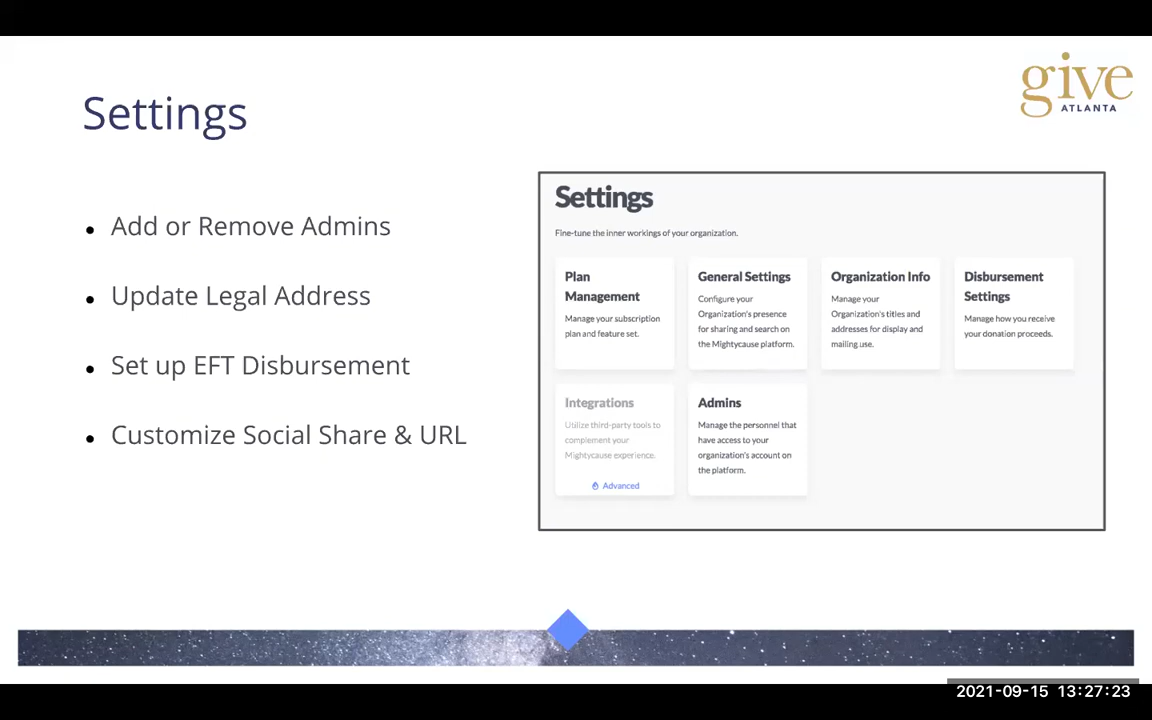 give
ATLANTA
Settings
• Add or Remove Admins
• Update Legal Address
• Set up EFT Disbursement
• Customize Social Share & URL
Settings
Fine-tune the inner workings of your organization.
Plan
Management
Manage your subscription
plan and feature set.
General Settings
Configure your
Organization's presence
for sharing and search on
the Mightycause platform.
Organization Info
Manage your
Organization's titles and
addresses for display and
mailing use.
Disbursement
Settings
Manage how you receive
your donation proceeds.
Integrations
Utilize third-party tools to
complement your
Mightycause experience.
Advanced
Admins
Manage the personnel that
have access to your
organization's account on
the platform.
2021-09-15 13:27:23